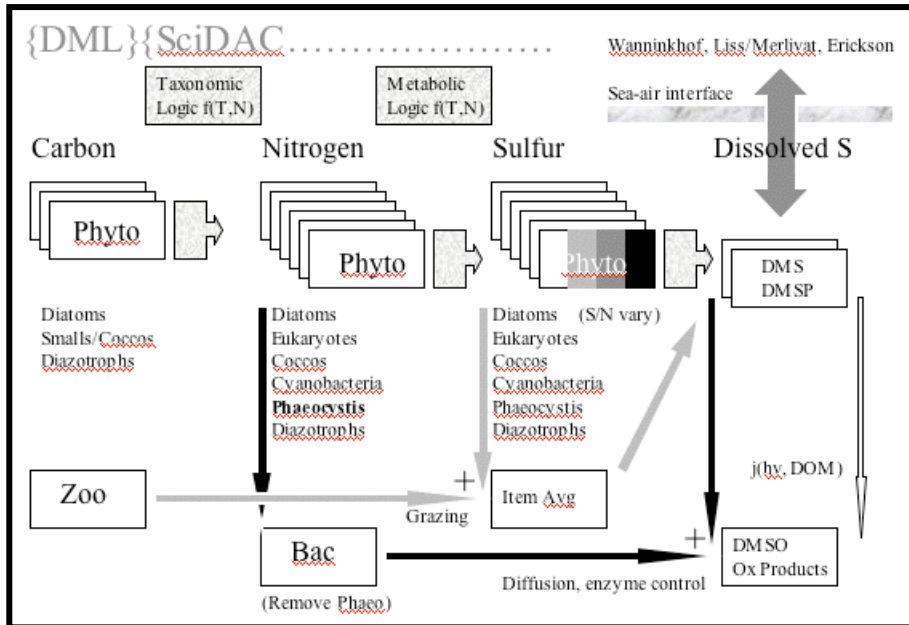 {DML}{SciDAC.....................
Wanninkhof, Liss/Merlivat, Erickson
Taxonomic
Logic f(T,N)
Metabolic
Logic f(T,N)
Sea-air interface
Carbon
Nitrogen
Sulfur
Dissolved S
Phyto
Phyto
Phyto
DMS
DMSP
Diatoms
Smalls/Coccos
Diazotrophs
Diatoms
Eukaryotes
Coccos
Cyanobacteria
Phaeocystis
Diazotrophs
Diatoms (S/N vary)
Eukaryotes
Coccos
Cyanobacteria
Phaeocystis
Diazotrophs
j(hv, DOM)
Zoo
Grazing
+
Item Avg
Bac
(Remove Phaeo)
Diffusion, enzyme control
+
DMSO
Ox Products